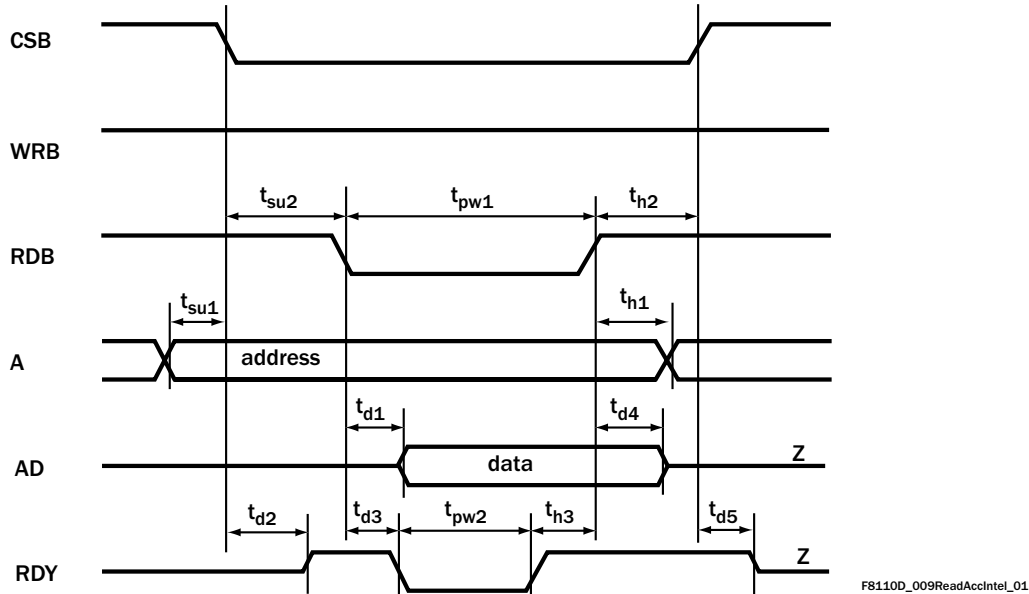 CSB
WRB
tsu2 tpw1 th2
RDB
tsu1 th1
A address
td1 td4
AD data Z
td2 td3 tpw2 th3 td5
RDY Z
F8110D_009ReadAccIntel_01